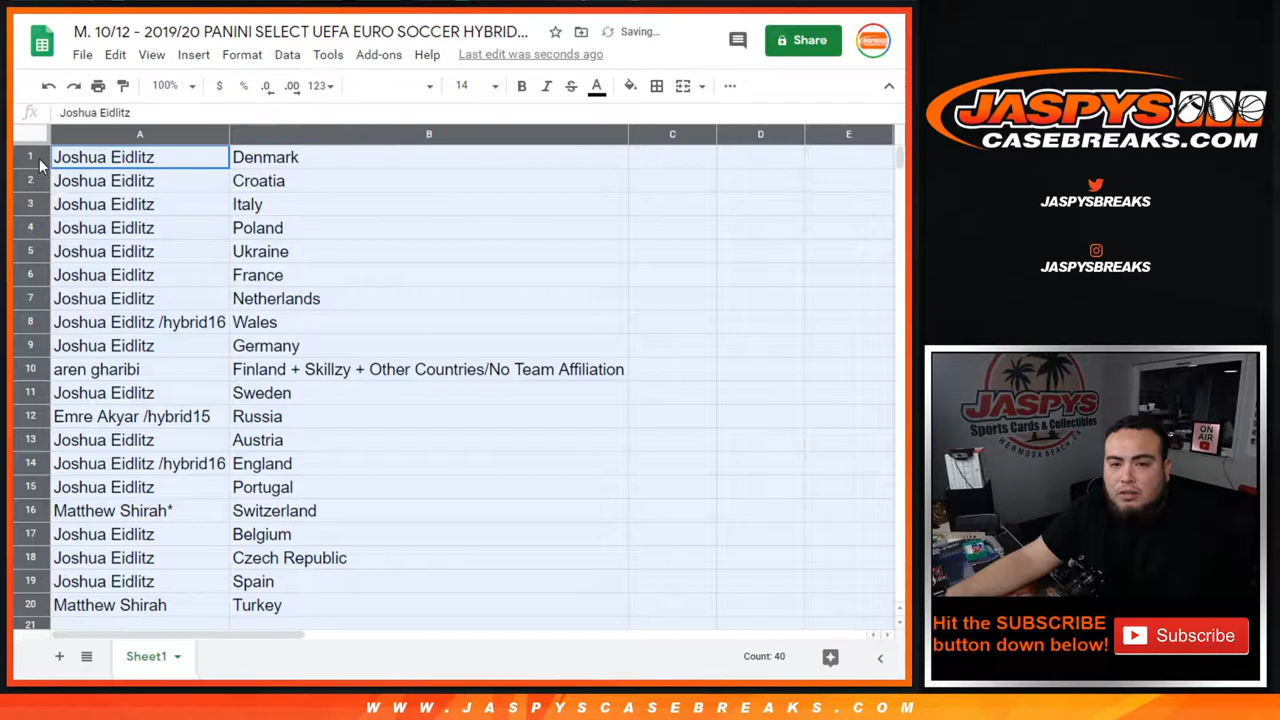 M. 10/12 - 2019/20 PANINI SELECT UEFA EURO SOCCER HYBRID... Saving...
File Edit View Insert Format Data Tools Add-ons Help Last edit was seconds ago
Share
100% $ % .0 .00 123 14 B I S A
fx Joshua Eidlitz
A B C D E
1 Joshua Eidlitz Denmark
2 Joshua Eidlitz Croatia
3 Joshua Eidlitz Italy
4 Joshua Eidlitz Poland
5 Joshua Eidlitz Ukraine
6 Joshua Eidlitz France
7 Joshua Eidlitz Netherlands
8 Joshua Eidlitz /hybrid16 Wales
9 Joshua Eidlitz Germany
10 aren gharibi Finland + Skillzy + Other Countries/No Team Affiliation
11 Joshua Eidlitz Sweden
12 Emre Akyar /hybrid15 Russia
13 Joshua Eidlitz Austria
14 Joshua Eidlitz /hybrid16 England
15 Joshua Eidlitz Portugal
16 Matthew Shirah* Switzerland
17 Joshua Eidlitz Belgium
18 Joshua Eidlitz Czech Republic
19 Joshua Eidlitz Spain
20 Matthew Shirah Turkey
21
Sheet1 Count: 40
JASPYS
CASEBREAKS.COM
JASPYSBREAKS
JASPYSBREAKS
JASPYS
Sports Cards & Collectibles
HERMOSA BEACH CA
ON AIR
Hit the SUBSCRIBE
button down below!
Subscribe
WWW.JASPYSCASEBREAKS.COM